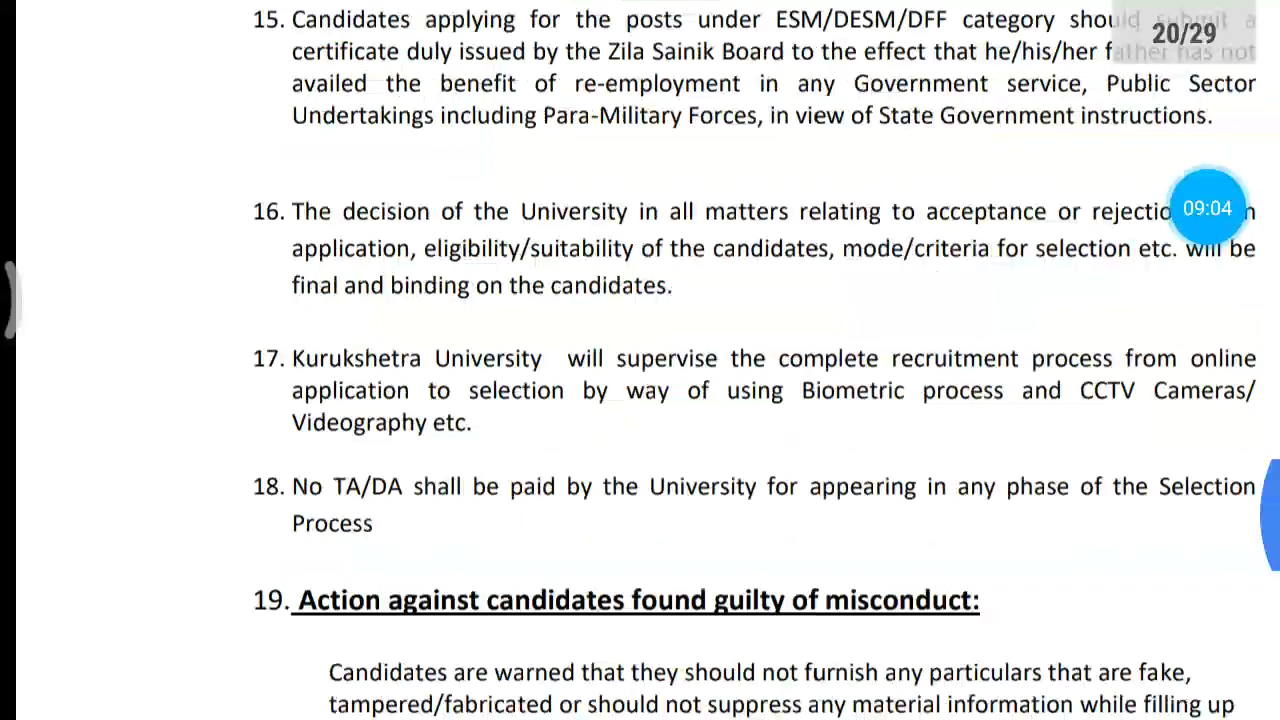 15. Candidates applying for the posts under ESM/DESM/DFF category should submit a
20/29
certificate duly issued by the Zila Sainik Board to the effect that he/his/her father has not
availed the benefit of re-employment in any Government service, Public Sector
Undertakings including Para-Military Forces, in view of State Government instructions.
16. The decision of the University in all matters relating to acceptance or
09:04
application, eligibility/suitability of the candidates, mode/criteria for selection etc. will be
final and binding on the candidates.
17. Kurukshetra University will supervise the complete recruitment process from online
application to selection by way of using Biometric process and CCTV Cameras/
Videography etc.
18. No TA/DA shall be paid by the University for appearing in any phase of the Selection
Process
19. Action against candidates found guilty of misconduct:
Candidates are warned that they should not furnish any particulars that are fake,
tampered/fabricated or should not suppress any material information while filling up